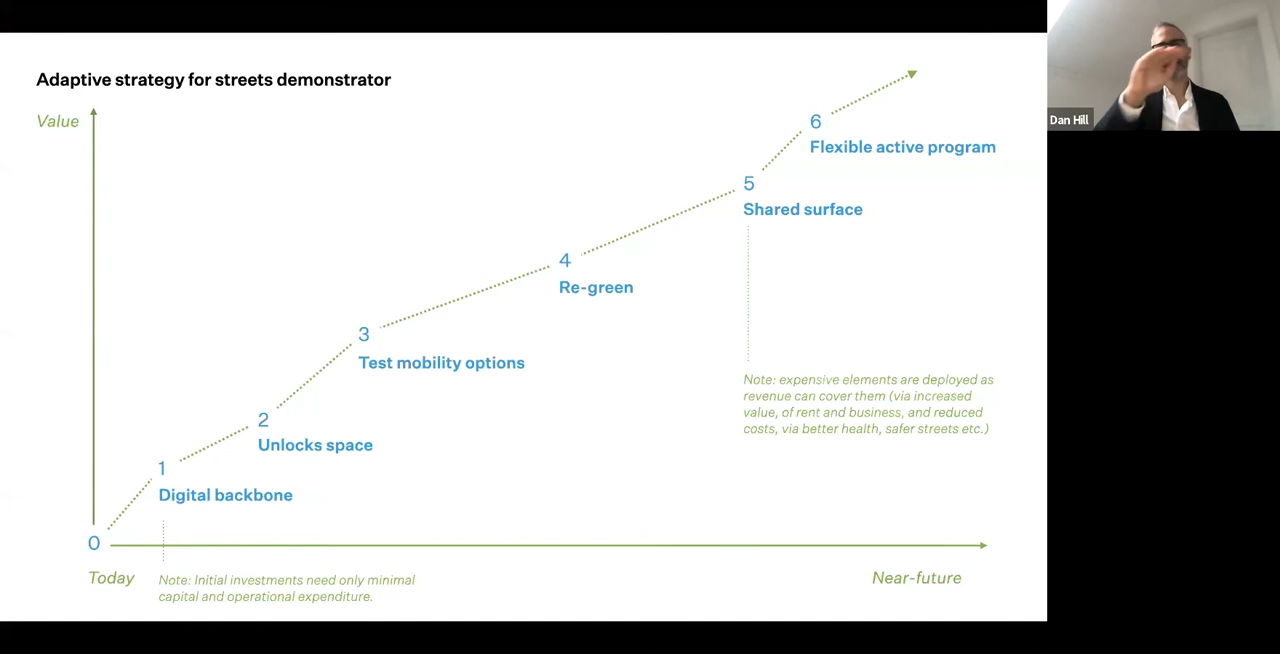 Adaptive strategy for streets demonstrator
Value
6
Flexible active program
5
Shared surface
4
Re-green
3
Test mobility options
Note: expensive elements are deployed as
revenue can cover them (via increased
value, of rent and business, and reduced
costs, via better health, safer streets etc.)
2
Unlocks space
1
Digital backbone
0
Today
Note: Initial investments need only minimal
capital and operational expenditure.
Near-future
Dan Hill